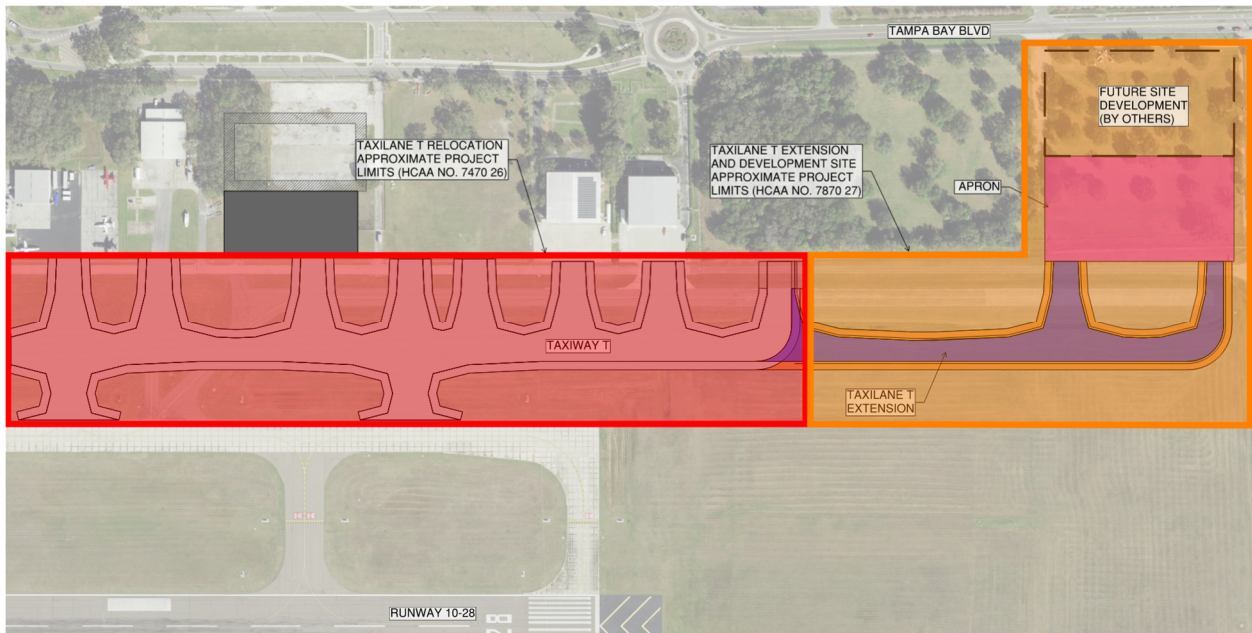 TAMPA BAY BLVD
FUTURE SITE
DEVELOPMENT
(BY OTHERS)
TAXILANE T RELOCATION
APPROXIMATE PROJECT
LIMITS (HCAA NO. 7470 26)
TAXILANE T EXTENSION
AND DEVELOPMENT SITE
APPROXIMATE PROJECT
LIMITS (HCAA NO. 7870 27)
APRON
TAXIWAY T
TAXILANE T
EXTENSION
RUNWAY 10-28
28